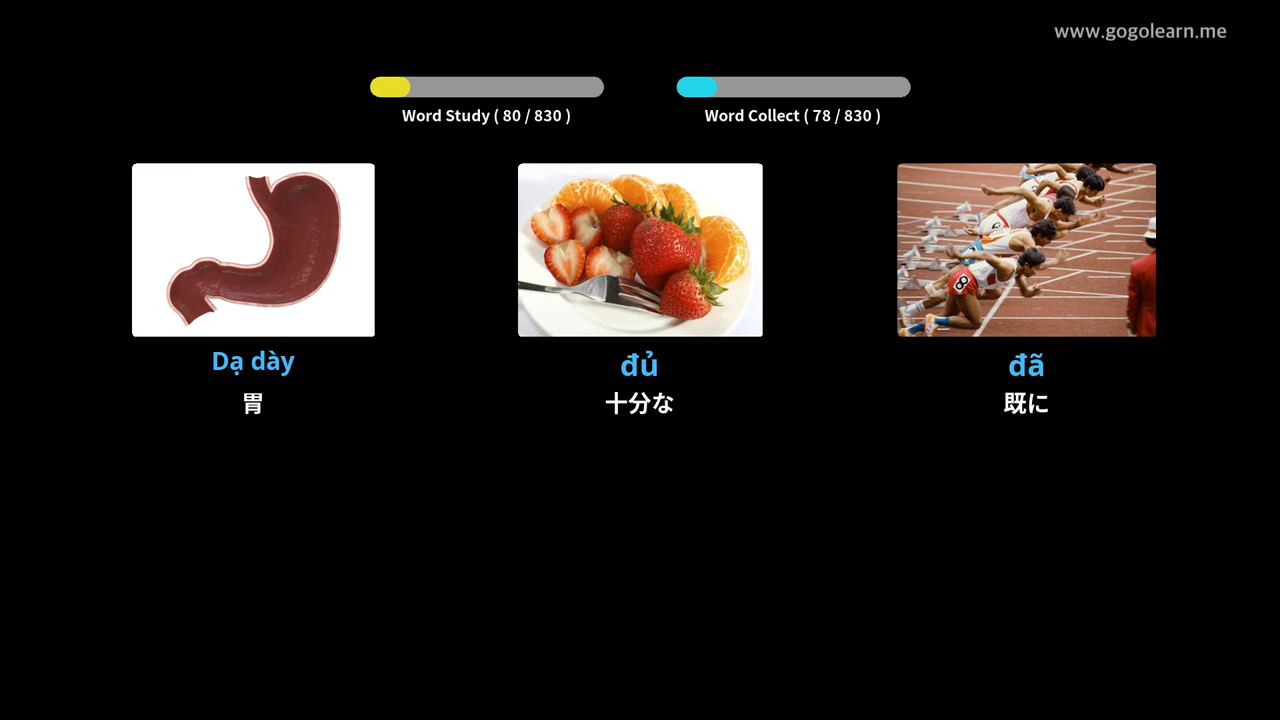 www.gogolearn.me
Word Study ( 80 / 830 )
Word Collect ( 78 / 830 )
Dạ dày
胃
đủ
十分な
đã
既に
8